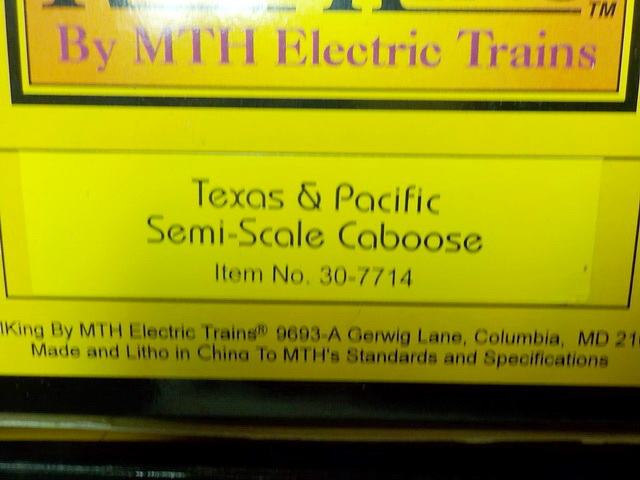 TM
By MTH Electric Trains
Texas & Pacific
Semi-Scale Caboose
Item No. 30-7714
By MTH Electric Trains® 9693-A Gerwig Lane, Columbia, MD
Made and Litho in China To MTH's Standards and Specifications